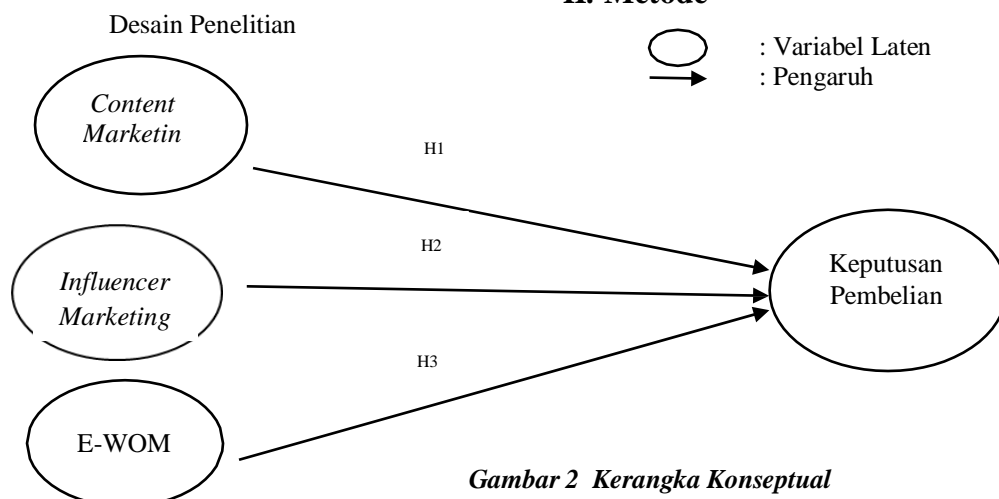 II. Metode
Desain Penelitian
: Variabel Laten
: Pengaruh
Content
Marketin
H1
H2
Influencer
Marketing
Keputusan
Pembelian
H3
E-WOM
Gambar 2 Kerangka Konseptual